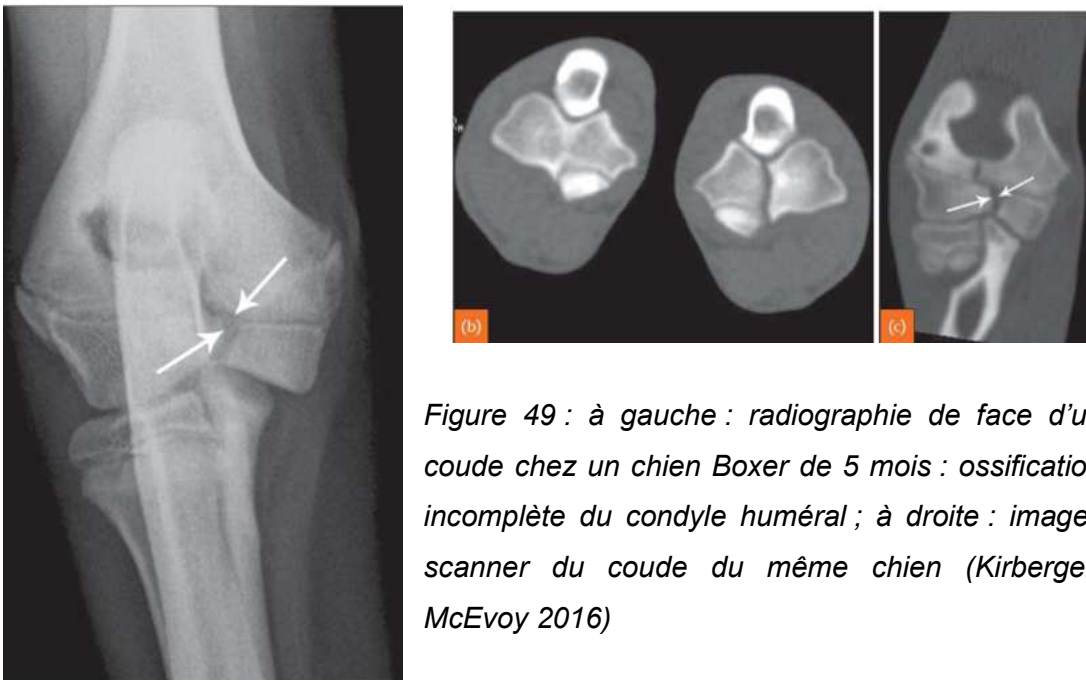 (b)
(c)
Figure 49 : à gauche : radiographie de face d'u
coude chez un chien Boxer de 5 mois : ossificatio
incomplète du condyle huméral ; à droite : image
scanner du coude du même chien (Kirberge
McEvoy 2016)